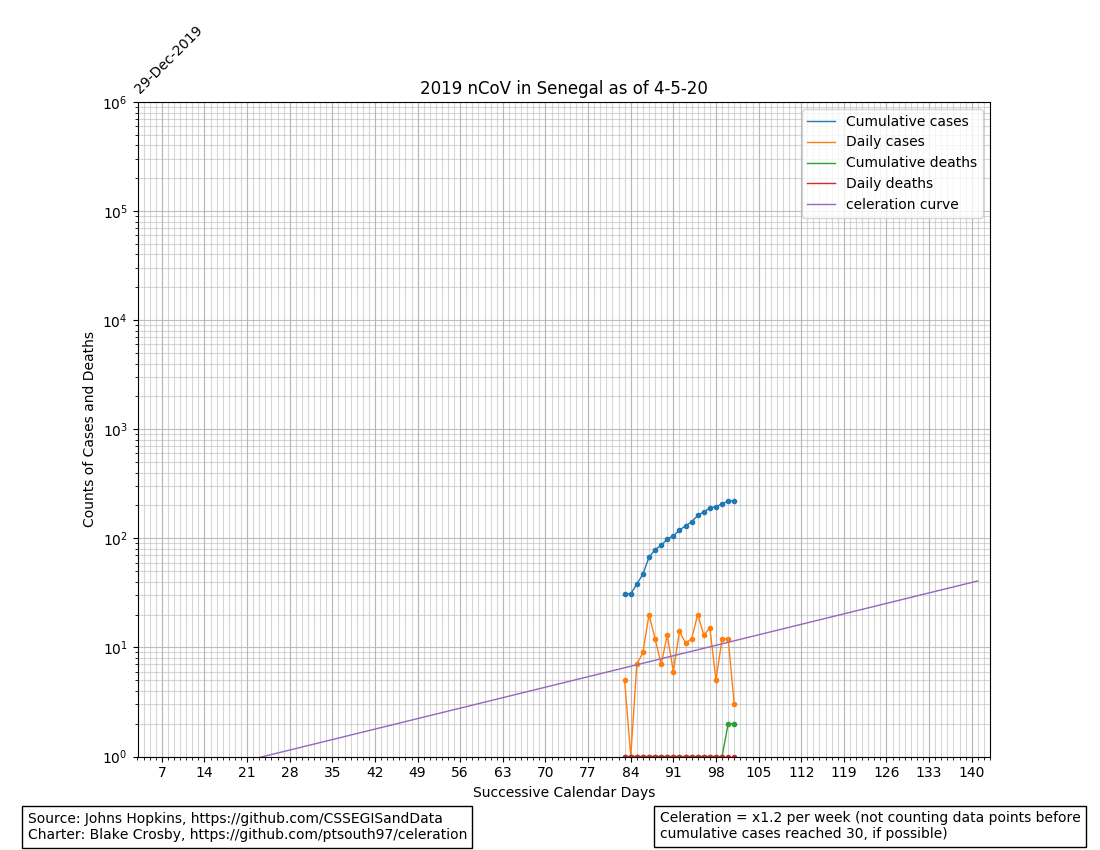 29-Dec-2019
2019 nCoV in Senegal as of 4-5-20
10^6
10^5
10^4
10^3
10^2
10^1
10^0
Counts of Cases and Deaths
Cumulative cases
Daily cases
Cumulative deaths
Daily deaths
celeration curve
7 14 21 28 35 42 49 56 63 70 77 84 91 98 105 112 119 126 133 140
Successive Calendar Days
Source: Johns Hopkins, https://github.com/CSSEGISandData
Charter: Blake Crosby, https://github.com/ptsouth97/celeration
Celeration = x1.2 per week (not counting data points before
cumulative cases reached 30, if possible)